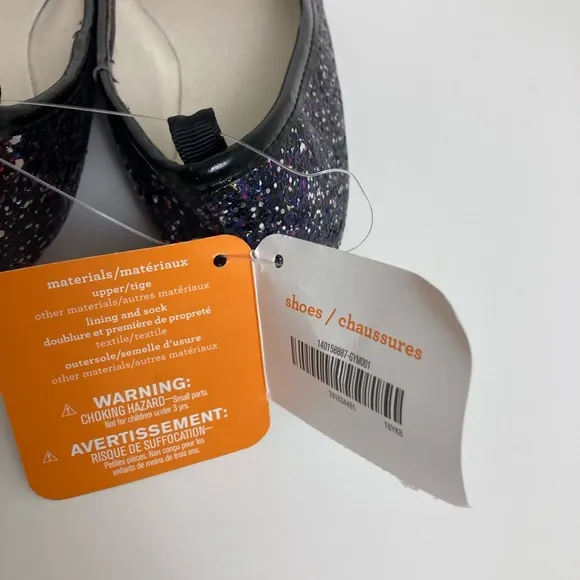 materials/matériaux
upper/tige
other materials/autres matériaux
lining and sock
doublure et première de propreté
textile/textile
outersole/semelle d'usure
other materials/autres matériaux
WARNING:
CHOKING HAZARD—Small parts.
Not for children under 3 yrs.
AVERTISSEMENT:
RISQUE DE SUFFOCATION—
Petites pièces. Non conçu pour les
enfants de moins de trois ans.
shoes / chaussures
140158887-GYM001